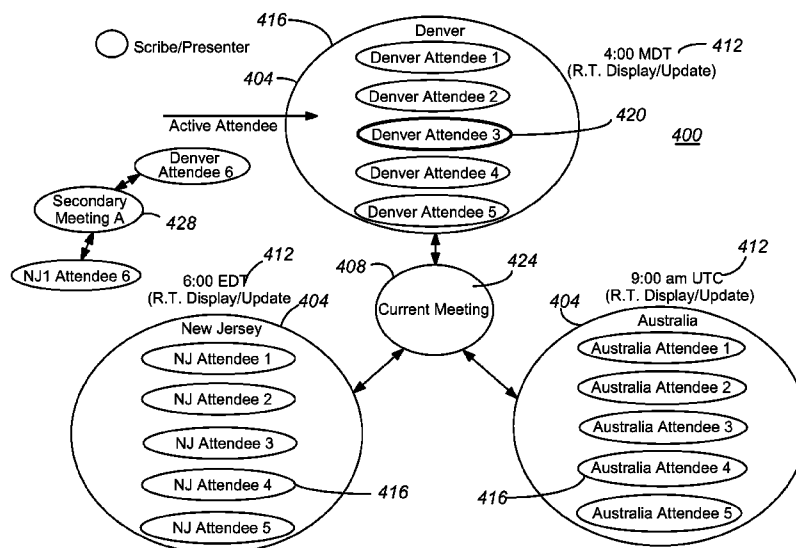 416
Scribe/Presenter
404
Denver
Denver Attendee 1
Denver Attendee 2
Denver Attendee 3
Denver Attendee 4
Denver Attendee 5
4:00 MDT
(R.T. Display/Update)
412
420
400
Active Attendee
Denver
Attendee 6
Secondary
Meeting A
428
NJ1 Attendee 6
408
424
Current Meeting
412
6:00 EDT
(R.T. Display/Update
404
New Jersey
NJ Attendee 1
NJ Attendee 2
NJ Attendee 3
NJ Attendee 4
NJ Attendee 5
416
412
9:00 am UTC
(R.T. Display/Update)
404
Australia
Australia Attendee 1
Australia Attendee 2
Australia Attendee 3
Australia Attendee 4
Australia Attendee 5
416